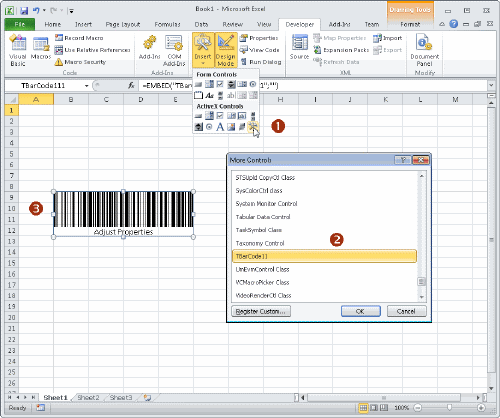 Book1 - Microsoft Excel
Drawing Tools
File Home Insert Page Layout Formulas Data Review View Developer Add-Ins Team Format
Visual Basic
Macros
Record Macro
Use Relative References
Macro Security
Code
Add-Ins
COM Add-Ins
Add-Ins
Insert
Design Mode
Properties
View Code
Run Dialog
Source
Map Properties
Expansion Packs
Refresh Data
Import
Export
XML
Document Panel
Modify
Form Controls
ActiveX Controls
TBarCode111
=EMBED("TBar
1","")
A B C D E H I J K L M
1
2
3
4
5
6
7
8
9
10
11
12
13
14
15
16
17
18
19
20
21
22
23
24
25
26
1
2
3
Adjust Properties
More Controls
STSUpld CopyCtl Class
SysColorCtrl class
System Monitor Control
Tabular Data Control
TaskSymbol Class
Taxonomy Control
TBarCode11
UmEvmControl Class
VCMacroPicker Class
VideoRenderCtl Class
Register Custom...
OK
Cancel
Sheet1 Sheet2 Sheet3
Ready
100%